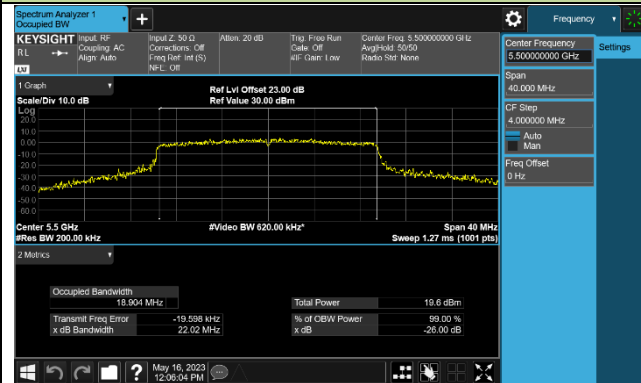 Spectrum Analyzer 1
Occupied BW
Frequency
KEYSIGHT
RL
LXI
Input: RF
Coupling: AC
Align: Auto
Input Z: 50 Ω
Corrections: Off
Freq Ref: Int (S)
NFE: Off
Atten: 20 dB
Trig: Free Run
Gate: Off
#IF Gain: Low
Center Freq: 5.500000000 GHz
Avg|Hold: 50/50
Radio Std: None
Center Frequency
5.500000000 GHz
Settings
Span
40.000 MHz
CF Step
4.000000 MHz
Auto
Man
Freq Offset
0 Hz
1 Graph
Scale/Div 10.0 dB
Ref Lvl Offset 23.00 dB
Ref Value 30.00 dBm
Log
20.0
10.0
0.00
-10.0
-20.0
-30.0
-40.0
-50.0
-60.0
Center 5.5 GHz
#Video BW 620.00 kHz*
Span 40 MHz
#Res BW 200.00 kHz
Sweep 1.27 ms (1001 pts)
2 Metrics
Occupied Bandwidth
18.904 MHz
Total Power
19.6 dBm
Transmit Freq Error
-19.598 kHz
% of OBW Power
99.00 %
x dB Bandwidth
22.02 MHz
x dB
-26.00 dB
May 16, 2023
12:06:04 PM